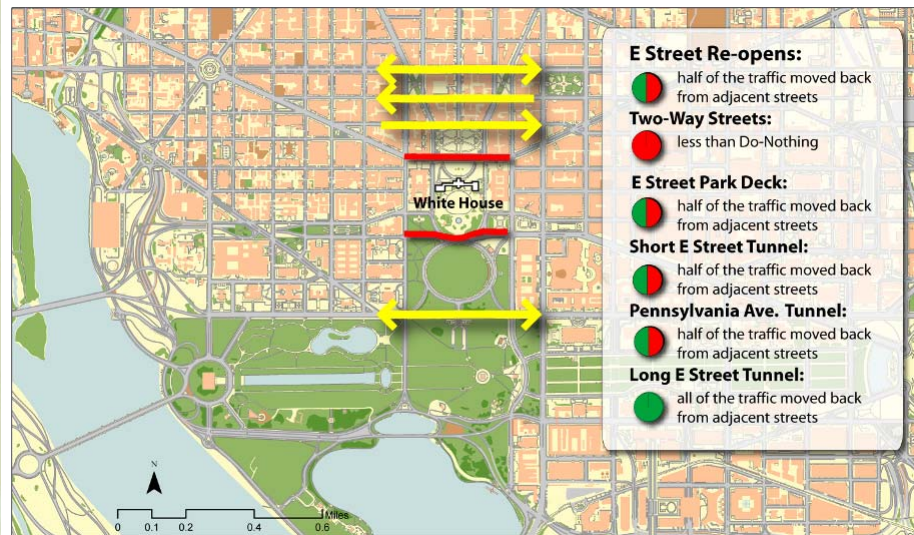 E Street Re-opens:
half of the traffic moved back
from adjacent streets
Two-Way Streets:
less than Do-Nothing
E Street Park Deck:
half of the traffic moved back
from adjacent streets
Short E Street Tunnel:
half of the traffic moved back
from adjacent streets
Pennsylvania Ave. Tunnel:
half of the traffic moved back
from adjacent streets
Long E Street Tunnel:
all of the traffic moved back
from adjacent streets
White House
N
Miles
0 0.1 0.2 0.4 0.6